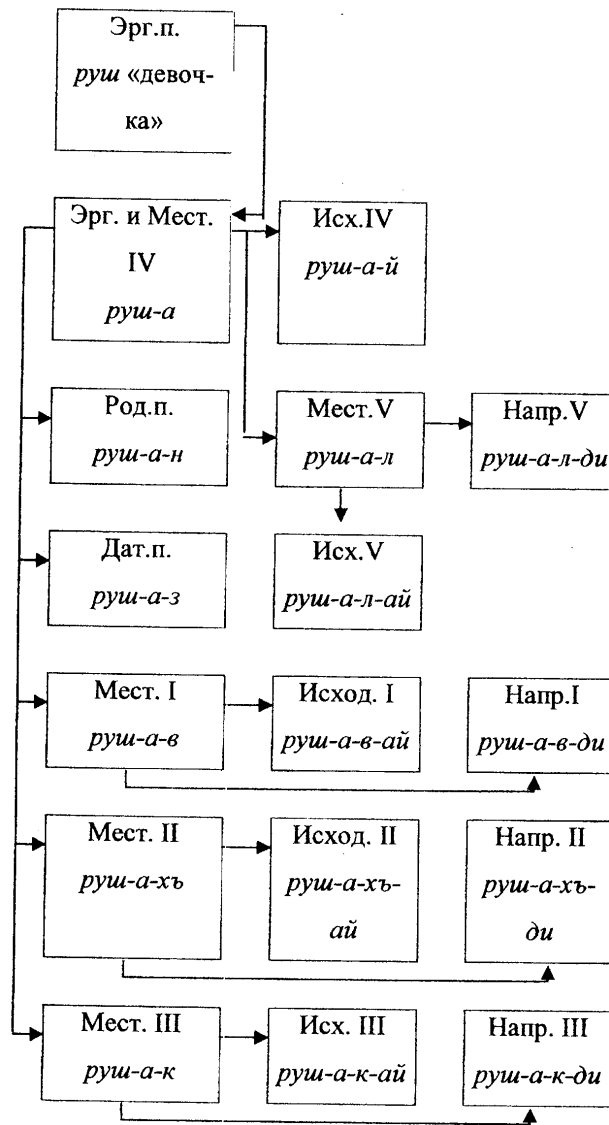 Эрг.п.
руш «девоч-
ка»
Эрг. и Мест.
IV
руш-а
Исх.IV
руш-а-й
Род.п.
руш-а-н
Мест.V
руш-а-л
Напр.V
руш-а-л-ди
Дат.п.
руш-а-з
Исх.V
руш-а-л-ай
Мест. I
руш-а-в
Исход. I
руш-а-в-ай
Напр.I
руш-а-в-ди
Мест. II
руш-а-хъ
Исход. II
руш-а-хъ-
ай
Напр. II
руш-а-хъ-
ди
Мест. III
руш-а-к
Исх. III
руш-а-к-ай
Напр. III
руш-а-к-ди